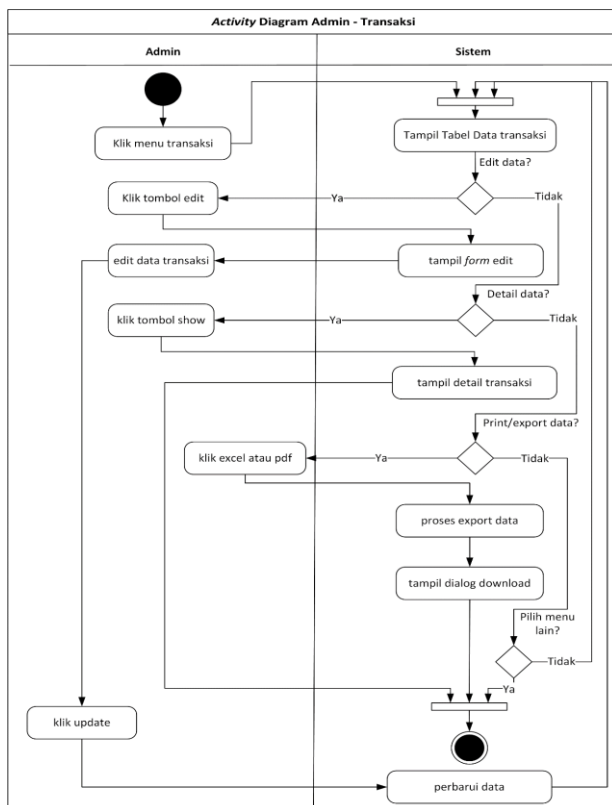 Activity Diagram Admin - Transaksi
Admin
Sistem
Klik menu transaksi
Tampil Tabel Data transaksi
Edit data?
Klik tombol edit
Ya
Tidak
edit data transaksi
tampil form edit
Detail data?
klik tombol show
Ya
Tidak
tampil detail transaksi
Print/export data?
klik excel atau pdf
Ya
Tidak
proses export data
tampil dialog download
Pilih menu
lain?
Tidak
Ya
klik update
perbarui data